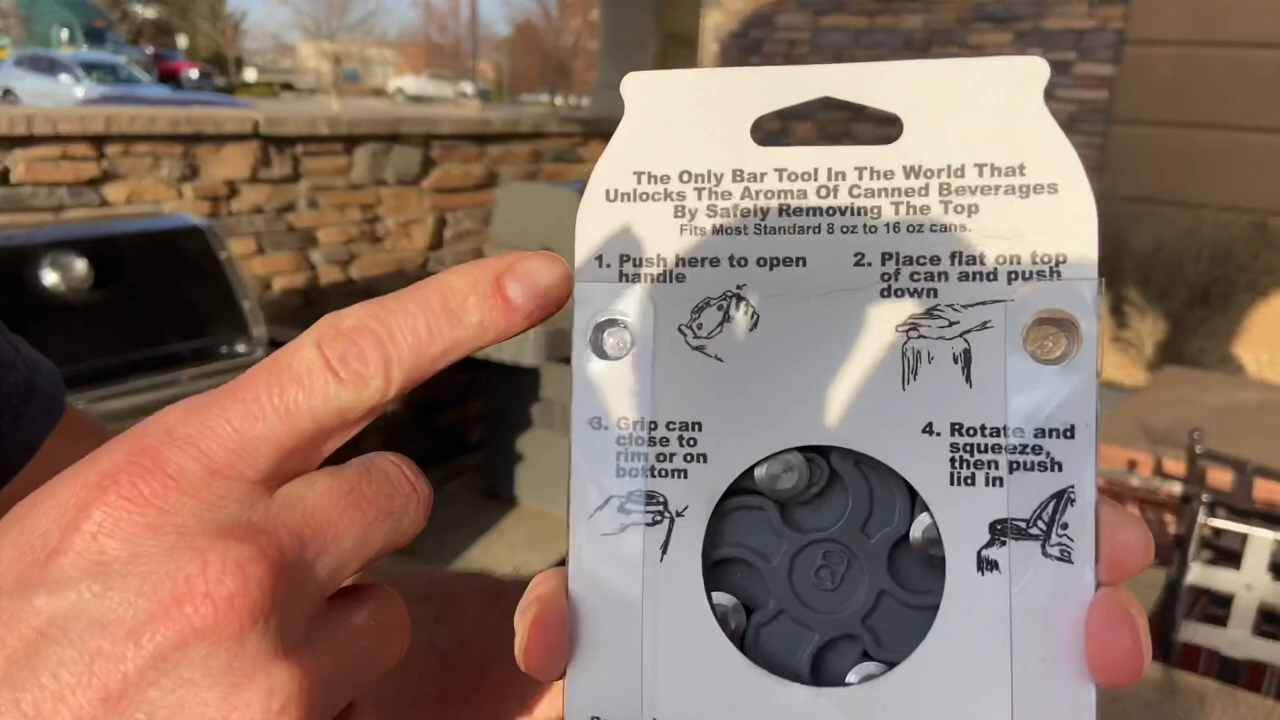 The Only Bar Tool In The World That
Unlocks The Aroma Of Canned Beverages
By Safely Removing The Top
Fits Most Standard 8 oz to 16 oz cans.
1. Push here to open
handle
2. Place flat on top
of can and push
down
3. Grip can
close to
rim or on
bottom
4. Rotate and
squeeze,
then push
lid in